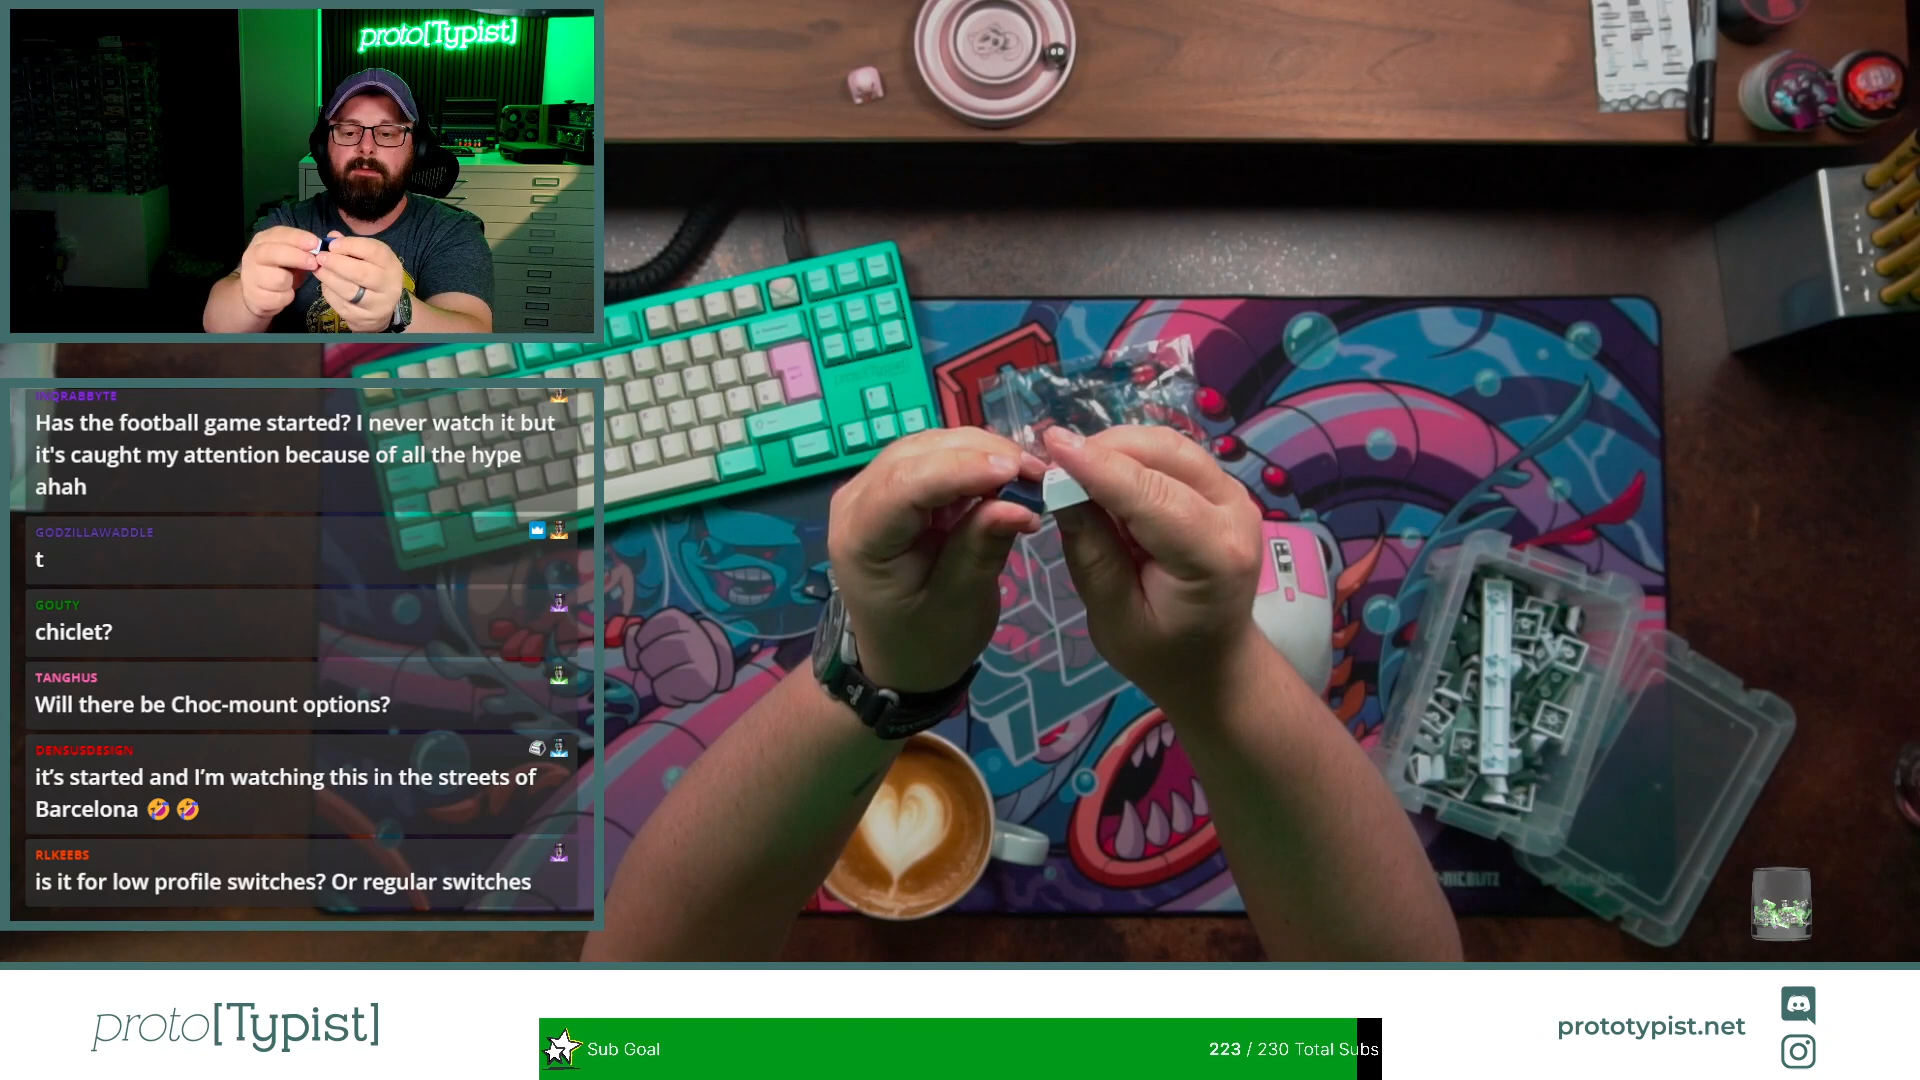 proto[Typist]
INQRABBYTE
Has the football game started? I never watch it but
it's caught my attention because of all the hype
ahah
GODZILLAWADDLE
t
GOUTY
chiclet?
TANGHUS
Will there be Choc-mount options?
DENSUSDESIGN
it's started and I'm watching this in the streets of
Barcelona 🤣 🤣
RLKEEBS
is it for low profile switches? Or regular switches
proto[Typist]
proto[Typist]
Sub Goal
223 / 230 Total Subs
prototypist.net